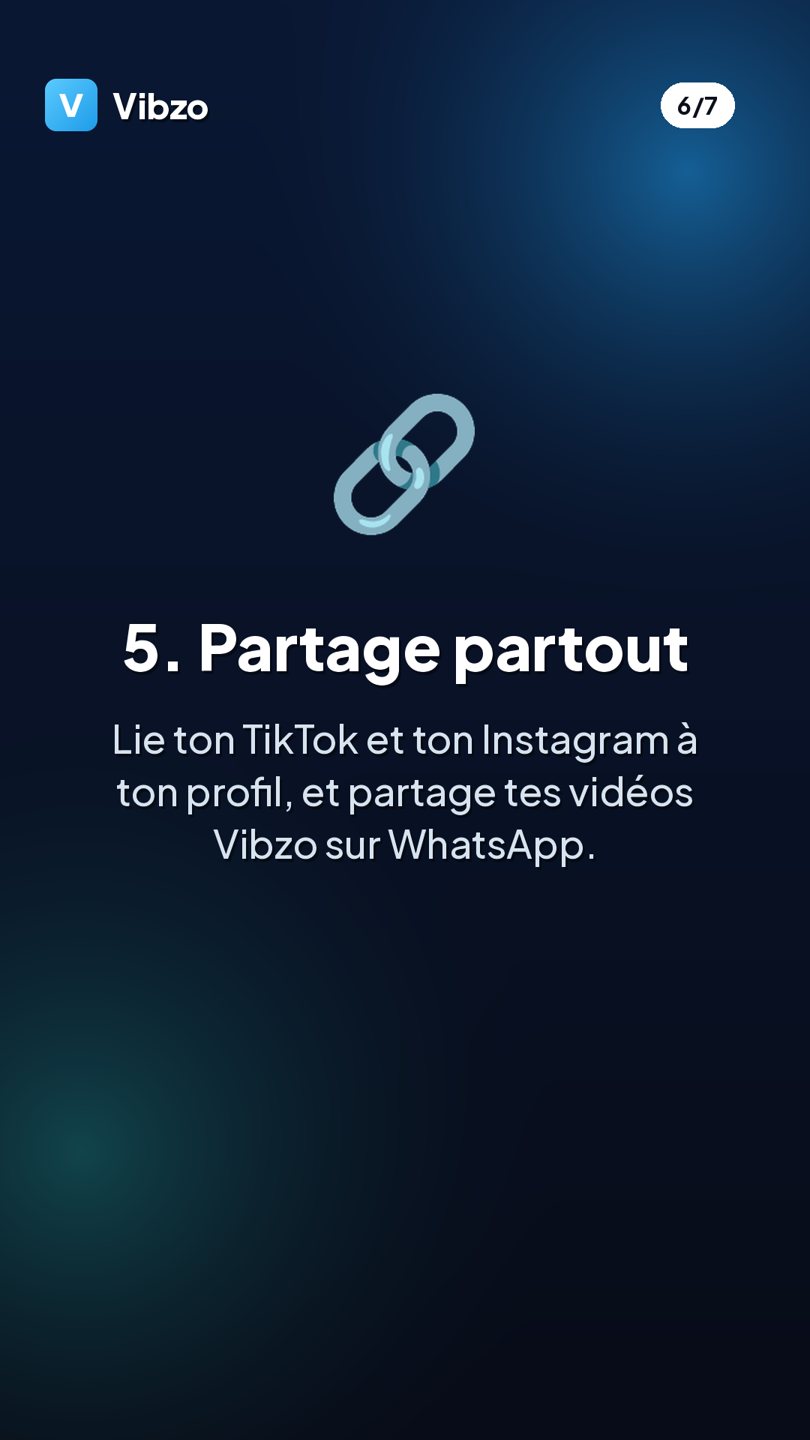 V Vibzo
6/7
5. Partage partout
Lie ton TikTok et ton Instagram à
ton profil, et partage tes vidéos
Vibzo sur WhatsApp.